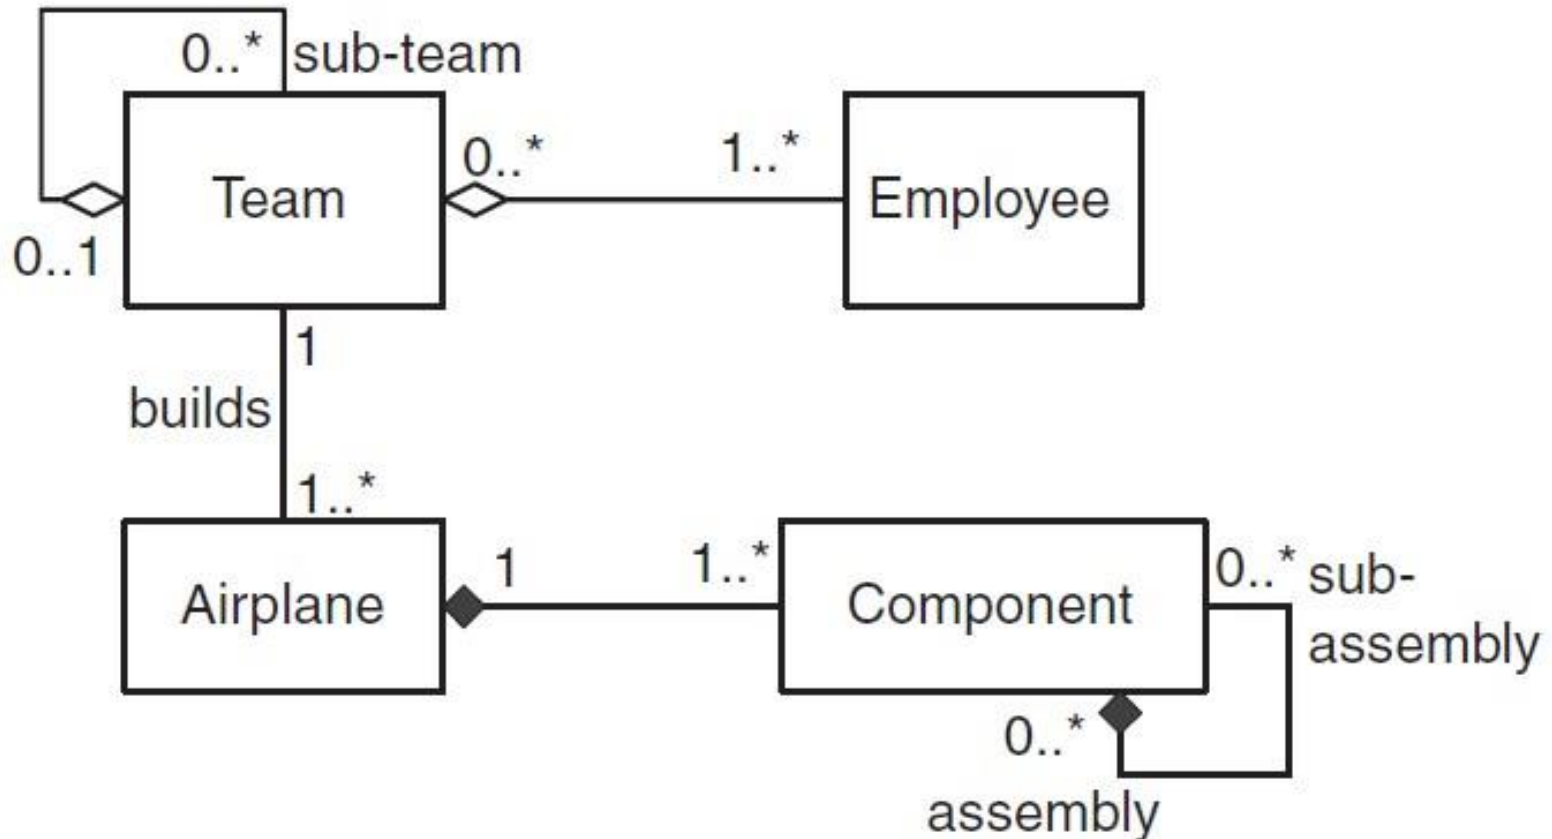 0..* sub-team
Team
0..*
1..*
Employee
0..1
1
builds
1..*
Airplane
1
1..*
Component
0..* sub-
assembly
0..*
assembly